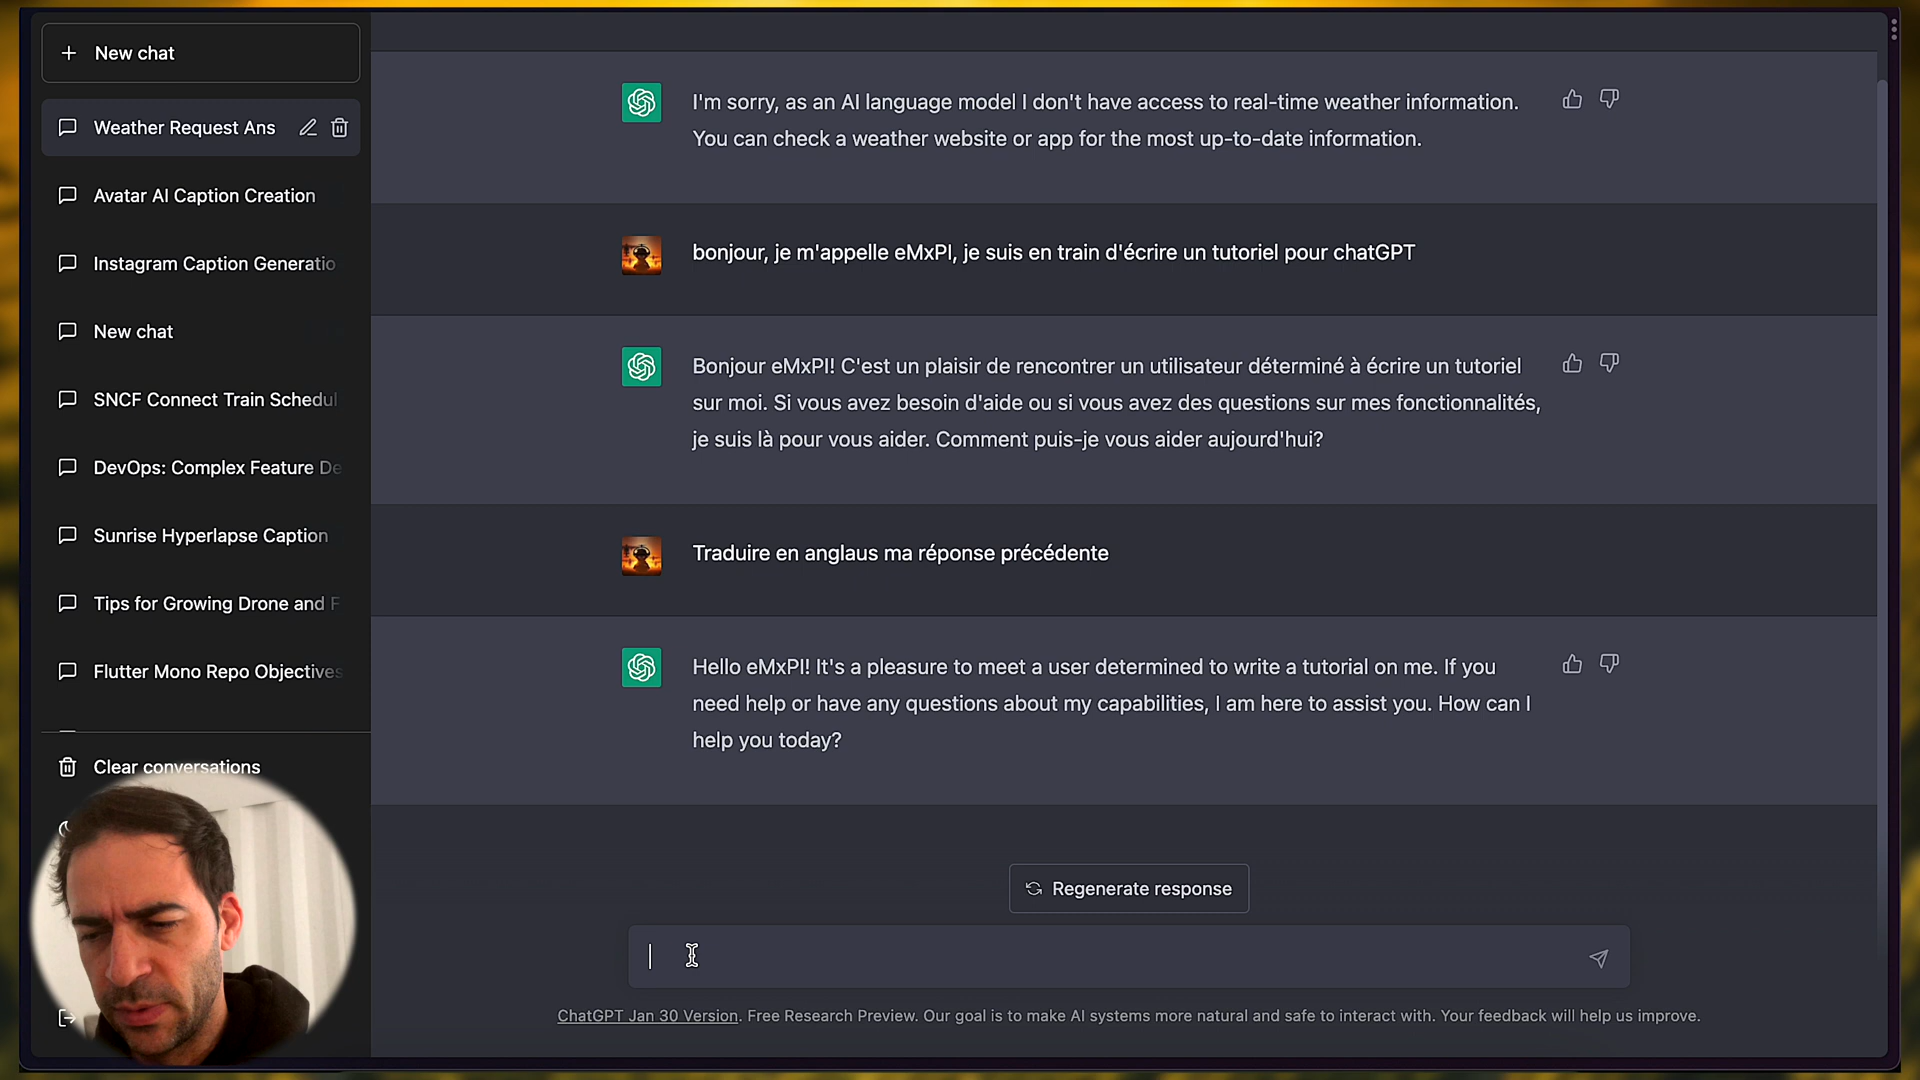 New chat
Weather Request Ans
Avatar AI Caption Creation
Instagram Caption Generatio
New chat
SNCF Connect Train Schedul
DevOps: Complex Feature De
Sunrise Hyperlapse Caption
Tips for Growing Drone and F
Flutter Mono Repo Objectives
Clear conversations
I'm sorry, as an AI language model I don't have access to real-time weather information.
You can check a weather website or app for the most up-to-date information.
bonjour, je m'appelle eMxPI, je suis en train d'écrire un tutoriel pour chatGPT
Bonjour eMxPI! C'est un plaisir de rencontrer un utilisateur déterminé à écrire un tutoriel
sur moi. Si vous avez besoin d'aide ou si vous avez des questions sur mes fonctionnalités,
je suis là pour vous aider. Comment puis-je vous aider aujourd'hui?
Traduire en anglaus ma réponse précédente
Hello eMxPI! It's a pleasure to meet a user determined to write a tutorial on me. If you
need help or have any questions about my capabilities, I am here to assist you. How can I
help you today?
Regenerate response
ChatGPT Jan 30 Version. Free Research Preview. Our goal is to make AI systems more natural and safe to interact with. Your feedback will help us improve.